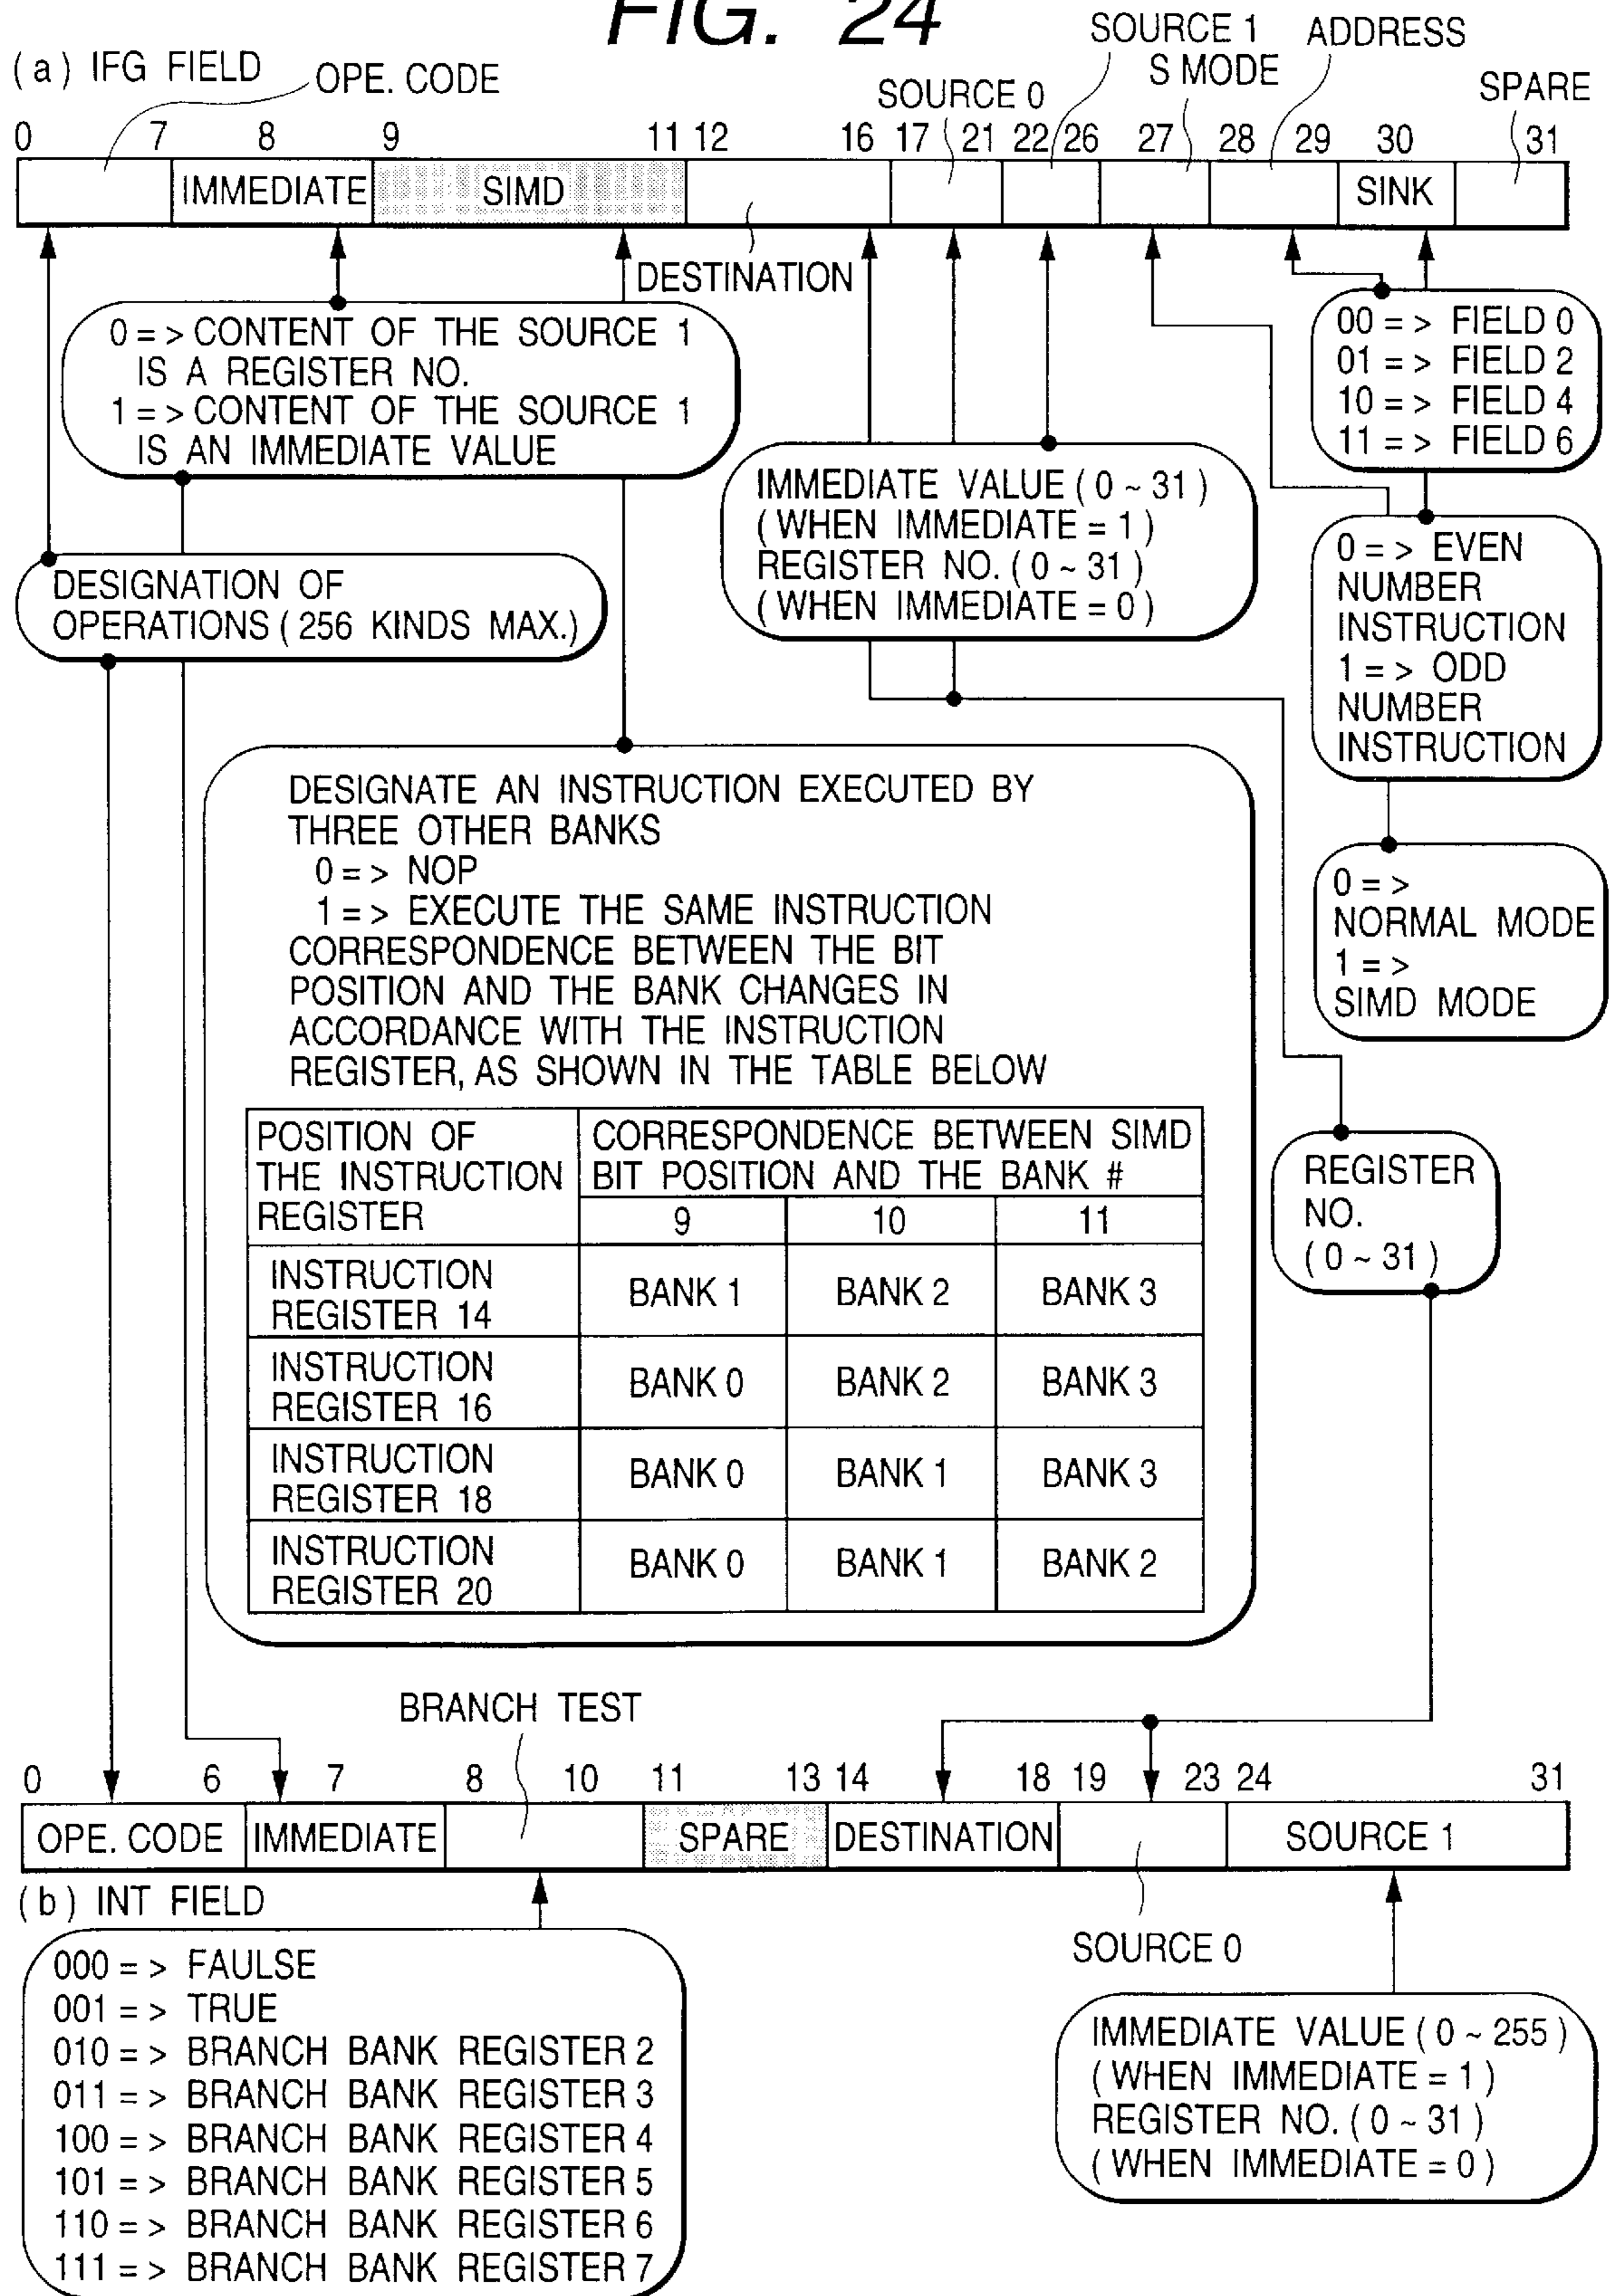 FIG. 24
(a) IFG FIELD
OPE. CODE
SOURCE 0
SOURCE 1
S MODE
ADDRESS
SPARE
0 7 8 9 11 12 16 17 21 22 26 27 28 29 30 31
IMMEDIATE SIMD SINK
DESTINATION
0 = > CONTENT OF THE SOURCE 1
IS A REGISTER NO.
1 = > CONTENT OF THE SOURCE 1
IS AN IMMEDIATE VALUE
00 = > FIELD 0
01 = > FIELD 2
10 = > FIELD 4
11 = > FIELD 6
IMMEDIATE VALUE ( 0 ~ 31 )
( WHEN IMMEDIATE = 1 )
REGISTER NO. ( 0 ~ 31 )
( WHEN IMMEDIATE = 0 )
DESIGNATION OF
OPERATIONS ( 256 KINDS MAX.)
0 = > EVEN
NUMBER
INSTRUCTION
1 = > ODD
NUMBER
INSTRUCTION
0 = >
NORMAL MODE
1 = >
SIMD MODE
DESIGNATE AN INSTRUCTION EXECUTED BY
THREE OTHER BANKS
0 = > NOP
1 = > EXECUTE THE SAME INSTRUCTION
CORRESPONDENCE BETWEEN THE BIT
POSITION AND THE BANK CHANGES IN
ACCORDANCE WITH THE INSTRUCTION
REGISTER, AS SHOWN IN THE TABLE BELOW
POSITION OF
THE INSTRUCTION
REGISTER
CORRESPONDENCE BETWEEN SIMD
BIT POSITION AND THE BANK #
9 10 11
INSTRUCTION
REGISTER 14
BANK 1 BANK 2 BANK 3
INSTRUCTION
REGISTER 16
BANK 0 BANK 2 BANK 3
INSTRUCTION
REGISTER 18
BANK 0 BANK 1 BANK 3
INSTRUCTION
REGISTER 20
BANK 0 BANK 1 BANK 2
REGISTER
NO.
( 0 ~ 31 )
BRANCH TEST
0 6 7 8 10 11 13 14 18 19 23 24 31
OPE. CODE IMMEDIATE SPARE DESTINATION SOURCE 1
(b) INT FIELD
SOURCE 0
000 = > FAULSE
001 = > TRUE
010 = > BRANCH BANK REGISTER 2
011 = > BRANCH BANK REGISTER 3
100 = > BRANCH BANK REGISTER 4
101 = > BRANCH BANK REGISTER 5
110 = > BRANCH BANK REGISTER 6
111 = > BRANCH BANK REGISTER 7
IMMEDIATE VALUE ( 0 ~ 255 )
( WHEN IMMEDIATE = 1 )
REGISTER NO. ( 0 ~ 31 )
( WHEN IMMEDIATE = 0 )